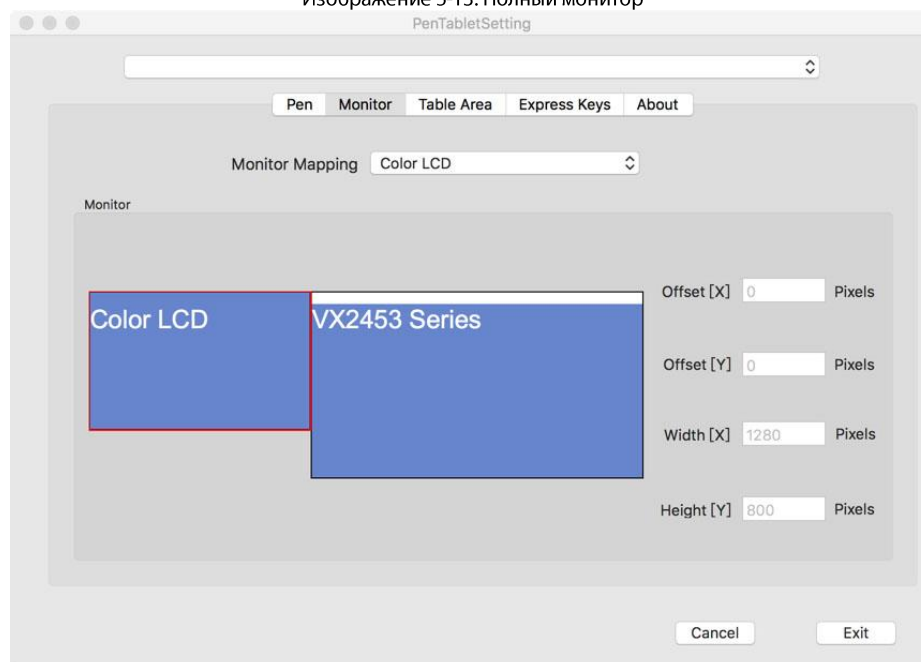 Изображение 5-13. Полный монитор
PenTabletSetting
Pen Monitor Table Area Express Keys About
Monitor Mapping Color LCD
Monitor
Offset [X] 0 Pixels
Color LCD VX2453 Series
Offset [Y] 0 Pixels
Width [X] 1280 Pixels
Height [Y] 800 Pixels
Cancel Exit